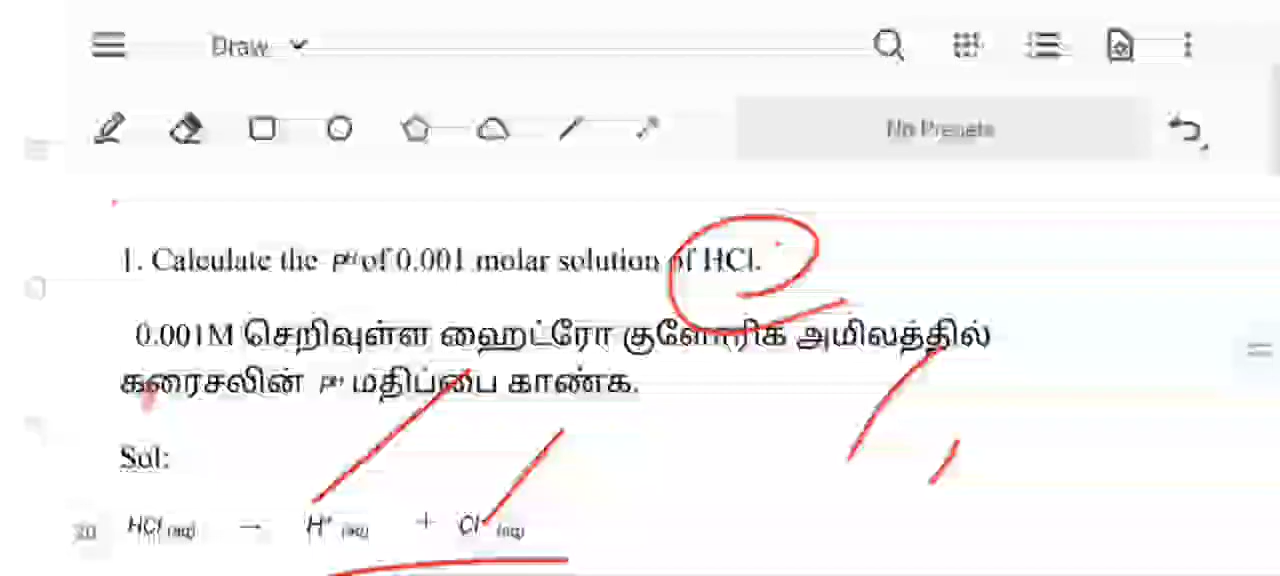 Draw
No Presets
1. Calculate the pH of 0.001 molar solution of HCl.
0.001M செறிவுள்ள ஹைட்ரோ குளோரிக் அமிலத்தில்
கரைசலின் pH மதிப்பை காண்க.
Sol:
20 HCl (aq) → H⁺ (aq) + Cl⁻ (aq)